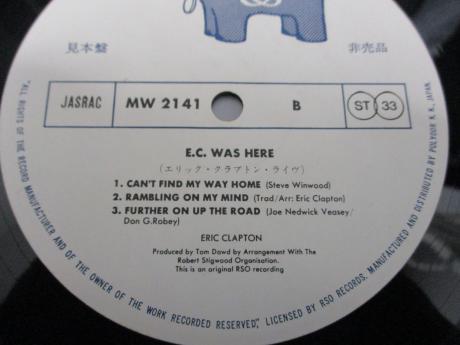 見本盤 非売品
JASRAC MW 2141 B ST 33
E.C. WAS HERE
(エリック・クラプトン・ライヴ)
1. CAN'T FIND MY WAY HOME (Steve Winwood)
2. RAMBLING ON MY MIND (Trad/Arr: Eric Clapton)
3. FURTHER ON UP THE ROAD (Joe Nedwick Veasey/
Don G.Robey)
ERIC CLAPTON
Produced by Tom Dowd by Arrangement With The
Robert Stigwood Organisation.
This is an original RSO recording
"ALL RIGHTS OF THE RECORD MANUFACTURER AND OF THE OWNER OF THE WORK RECORDED RESERVED", LICENSED BY RSO RECORDS, MANUFACTURED AND DISTRIBUTED BY POLYDOR K. K., JAPAN